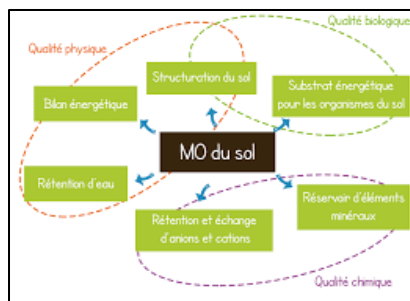 Qualité biologique
Qualité physique
Structuration du sol
Substrat énergétique
pour les organismes du sol
Bilan énergétique
MO du sol
Rétention d'eau
Rétention et échange
d'anions et cations
Réservoir d'éléments
minéraux
Qualité chimique